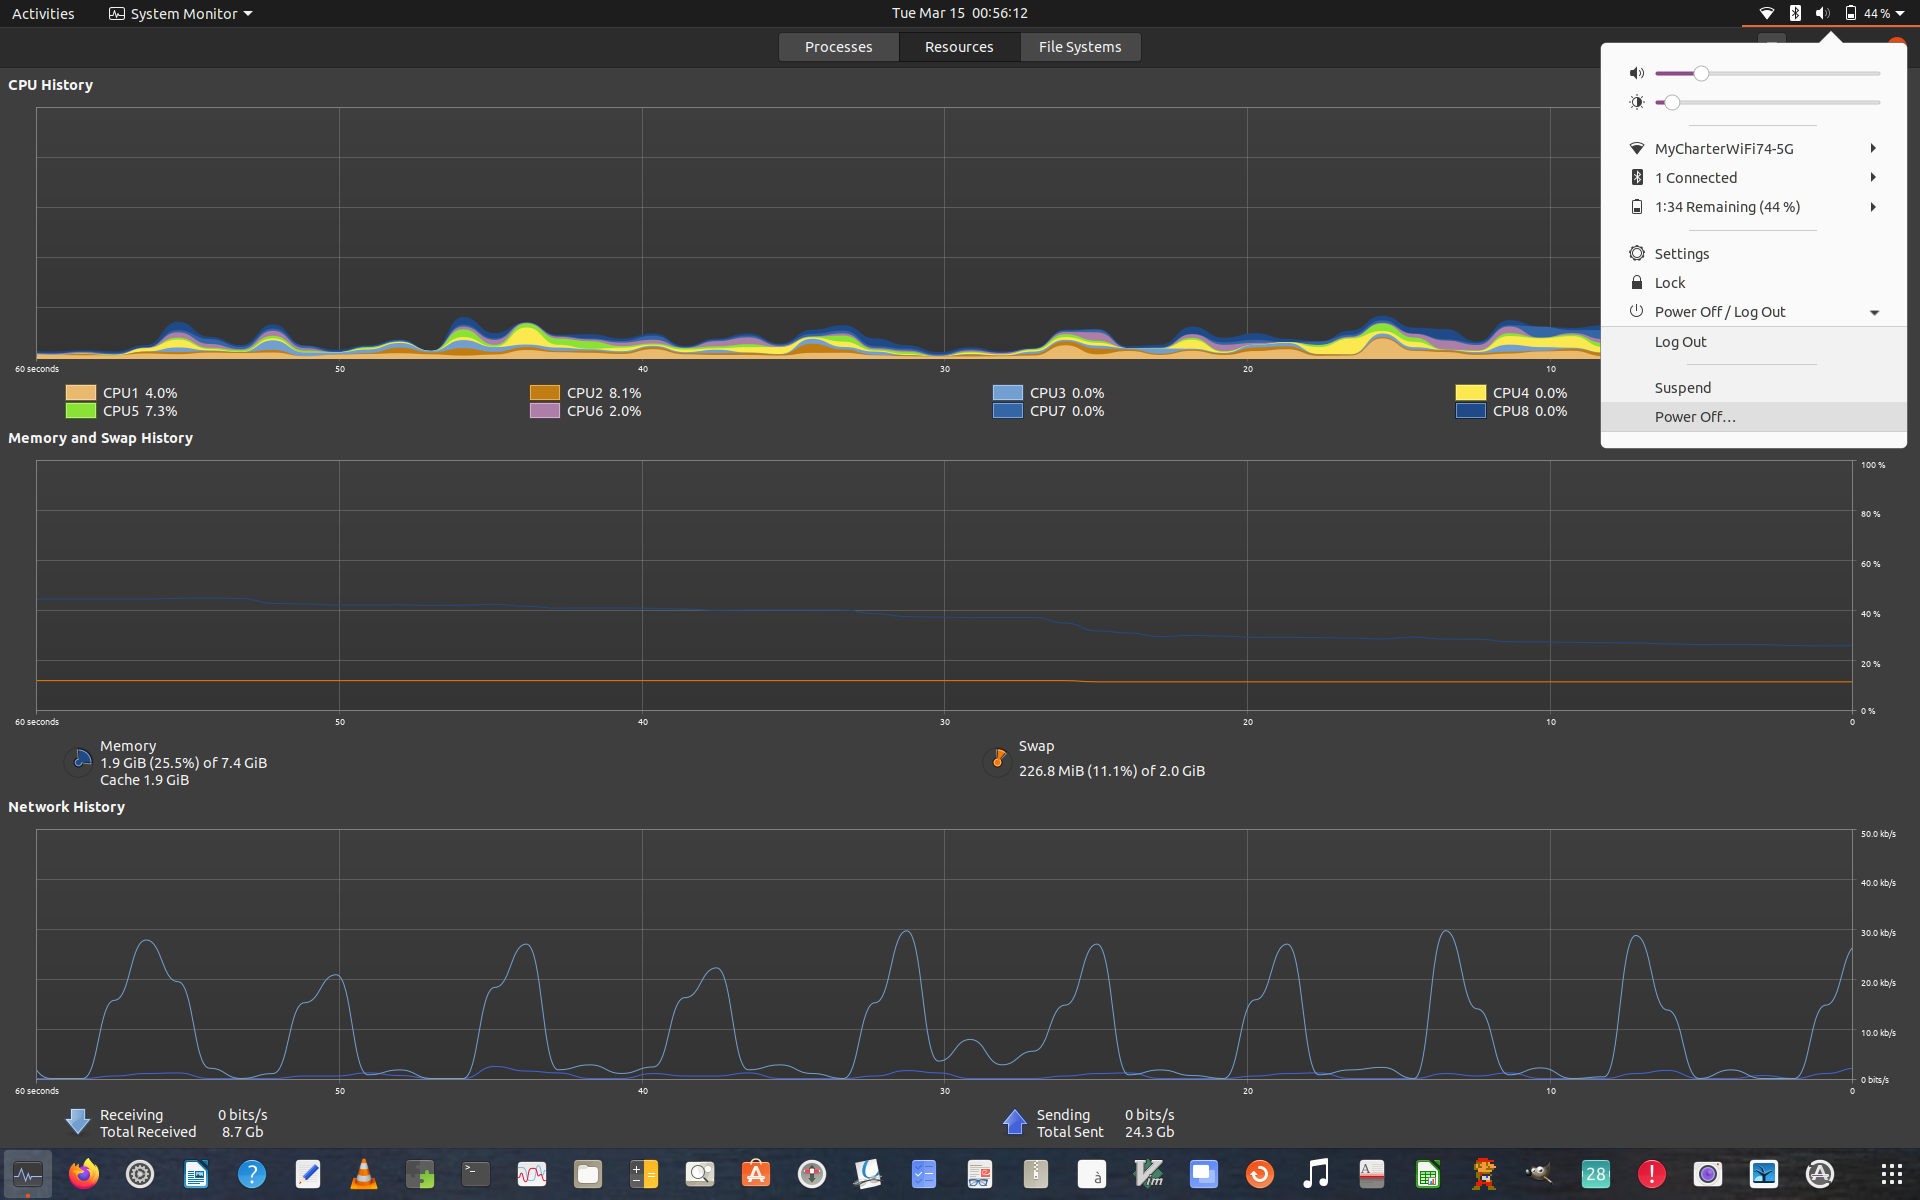 Activities
System Monitor
Tue Mar 15 00:56:12
44 %
Processes
Resources
File Systems
CPU History
60 seconds
50
40
30
20
10
CPU1 4.0%
CPU2 8.1%
CPU3 0.0%
CPU4 0.0%
CPU5 7.3%
CPU6 2.0%
CPU7 0.0%
CPU8 0.0%
MyCharterWiFi74-5G
1 Connected
1:34 Remaining (44 %)
Settings
Lock
Power Off / Log Out
Log Out
Suspend
Power Off...
Memory and Swap History
100 %
80 %
60 %
40 %
20 %
0 %
60 seconds
50
40
30
20
10
0
Memory
1.9 GiB (25.5%) of 7.4 GiB
Cache 1.9 GiB
Swap
226.8 MiB (11.1%) of 2.0 GiB
Network History
50.0 kb/s
40.0 kb/s
30.0 kb/s
20.0 kb/s
10.0 kb/s
0 bits/s
60 seconds
50
40
30
20
10
0
Receiving 0 bits/s
Total Received 8.7 Gb
Sending 0 bits/s
Total Sent 24.3 Gb
?
>_
à
Vim
A
28
!